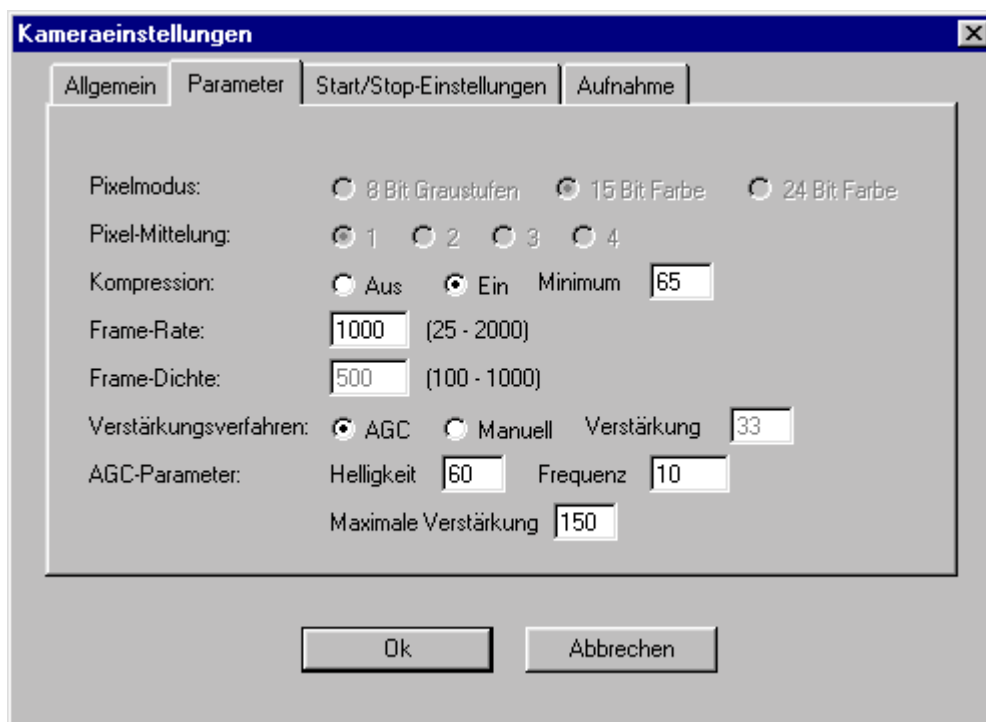 Kameraeinstellungen
Allgemein Parameter Start/Stop-Einstellungen Aufnahme
Pixelmodus: 8 Bit Graustufen 15 Bit Farbe 24 Bit Farbe
Pixel-Mittelung: 1 2 3 4
Kompression: Aus Ein Minimum 65
Frame-Rate: 1000 (25 - 2000)
Frame-Dichte: 500 (100 - 1000)
Verstärkungsverfahren: AGC Manuell Verstärkung 33
AGC-Parameter: Helligkeit 60 Frequenz 10
Maximale Verstärkung 150
Ok Abbrechen